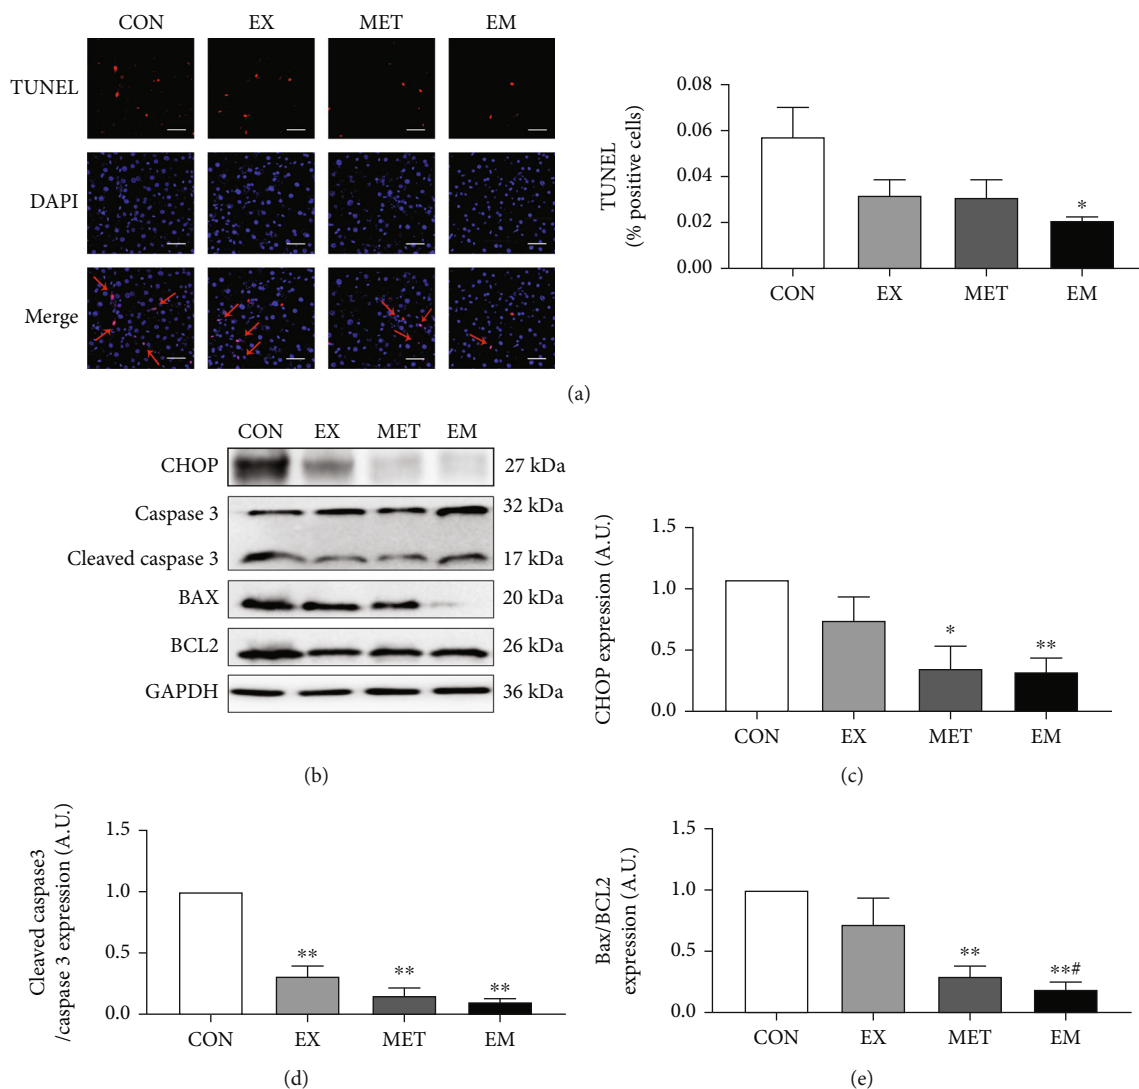 CON EX MET EM
TUNEL
DAPI
Merge
TUNEL
(% positive cells)
0.08
0.06
0.04
0.02
0.00
*
CON EX MET EM
(a)
CON EX MET EM
CHOP 27 kDa
Caspase 3 32 kDa
Cleaved caspase 3 17 kDa
BAX 20 kDa
BCL2 26 kDa
GAPDH 36 kDa
(b)
CHOP expression (A.U.)
1.5
1.0
0.5
0.0
* **
CON EX MET EM
(c)
Cleaved caspase3
/caspase 3 expression (A.U.)
1.5
1.0
0.5
0.0
** ** **
CON EX MET EM
(d)
Bax/BCL2
expression (A.U.)
1.5
1.0
0.5
0.0
** **#
CON EX MET EM
(e)